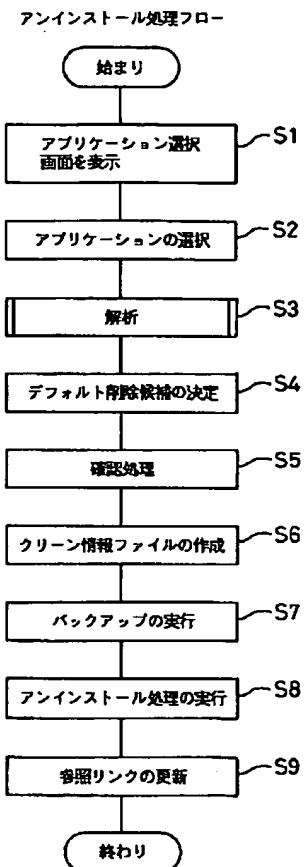 アンインストール処理フロー
始まり
アプリケーション選択
画面を表示
S1
アプリケーションの選択
S2
解析
S3
デフォルト削除候補の決定
S4
確認処理
S5
クリーン情報ファイルの作成
S6
バックアップの実行
S7
アンインストール処理の実行
S8
参照リンクの更新
S9
終わり